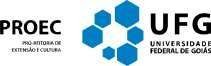 PROEC
PRÓ-REITORIA DE
EXTENSÃO E CULTURA
UFG
UNIVERSIDADE
FEDERAL DE GOIÁS